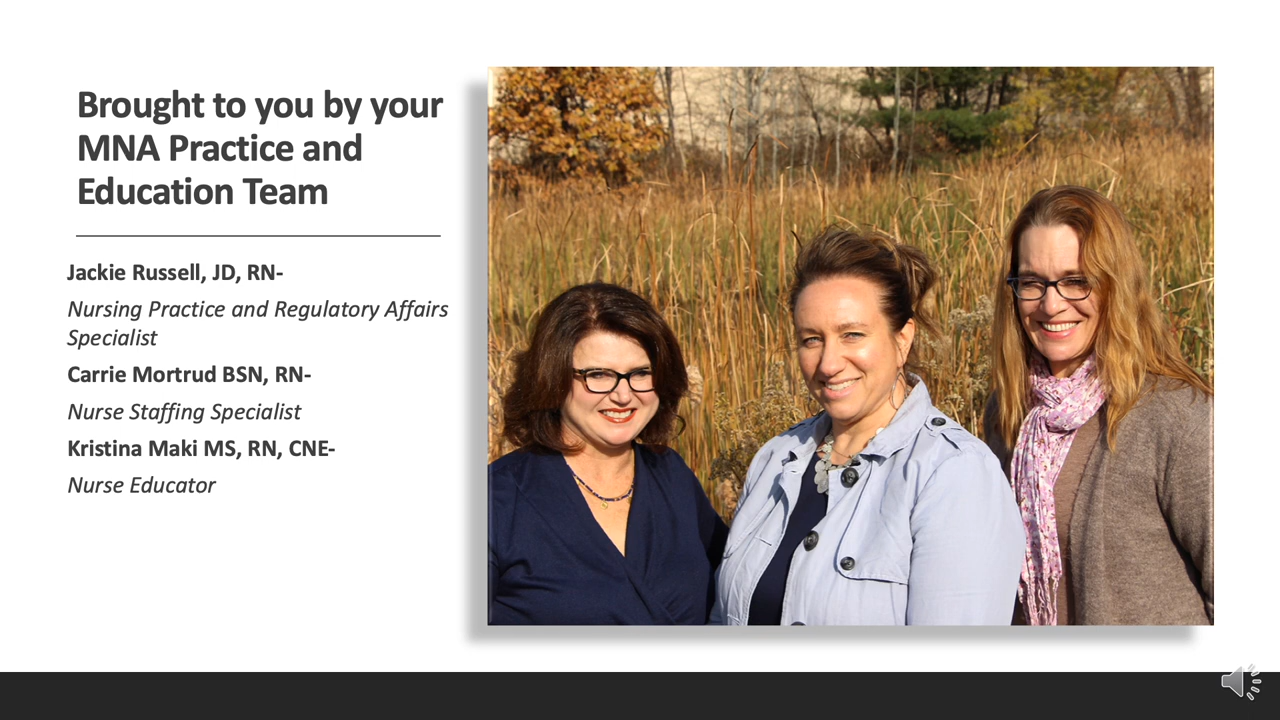 Brought to you by your
MNA Practice and
Education Team
Jackie Russell, JD, RN-
Nursing Practice and Regulatory Affairs
Specialist
Carrie Mortrud BSN, RN-
Nurse Staffing Specialist
Kristina Maki MS, RN, CNE-
Nurse Educator